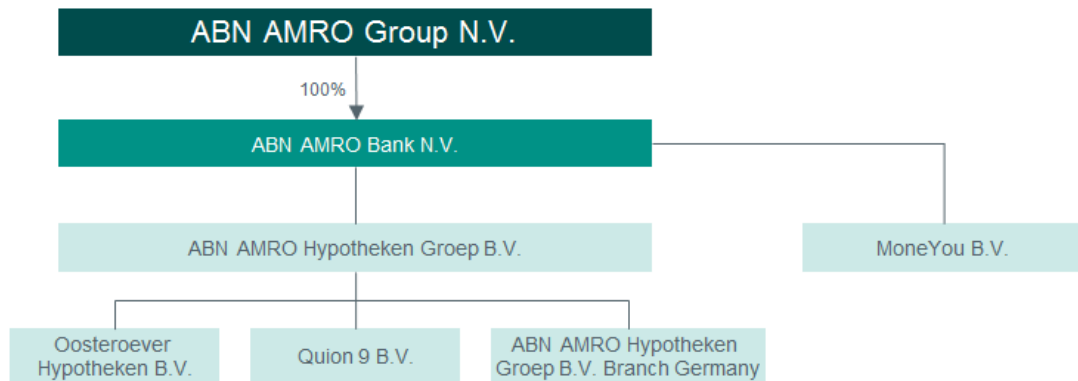 ABN AMRO Group N.V.
100%
ABN AMRO Bank N.V.
ABN AMRO Hypotheken Groep B.V.
MoneYou B.V.
Oosteroever
Hypotheken B.V.
Quion 9 B.V.
ABN AMRO Hypotheken
Groep B.V. Branch Germany